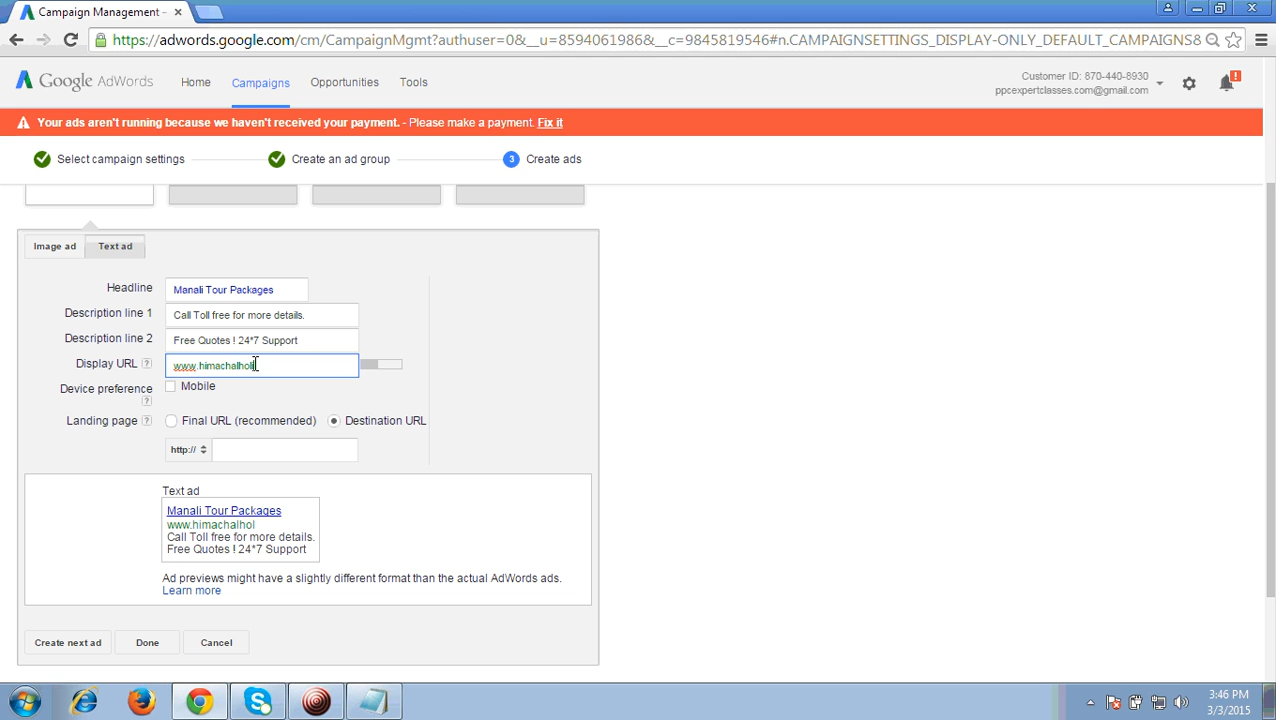 Campaign Management –
https://adwords.google.com/cm/CampaignMgmt?authuser=0&__u=8594061986&__c=9845819546#n.CAMPAIGNSETTINGS_DISPLAY-ONLY_DEFAULT_CAMPAIGNS8
Google AdWords
Home
Campaigns
Opportunities
Tools
Customer ID: 870-440-8930
ppcexpertclasses.com@gmail.com
!
Your ads aren't running because we haven't received your payment. - Please make a payment. Fix it
Select campaign settings
Create an ad group
3 Create ads
Image ad
Text ad
Headline
Manali Tour Packages
Description line 1
Call Toll free for more details.
Description line 2
Free Quotes ! 24*7 Support
Display URL ?
www.himachalholi
Device preference ?
Mobile
Landing page ?
Final URL (recommended)
Destination URL
http://
Text ad
Manali Tour Packages
www.himachalhol
Call Toll free for more details.
Free Quotes ! 24*7 Support
Ad previews might have a slightly different format than the actual AdWords ads.
Learn more
Create next ad
Done
Cancel
3:46 PM
3/3/2015